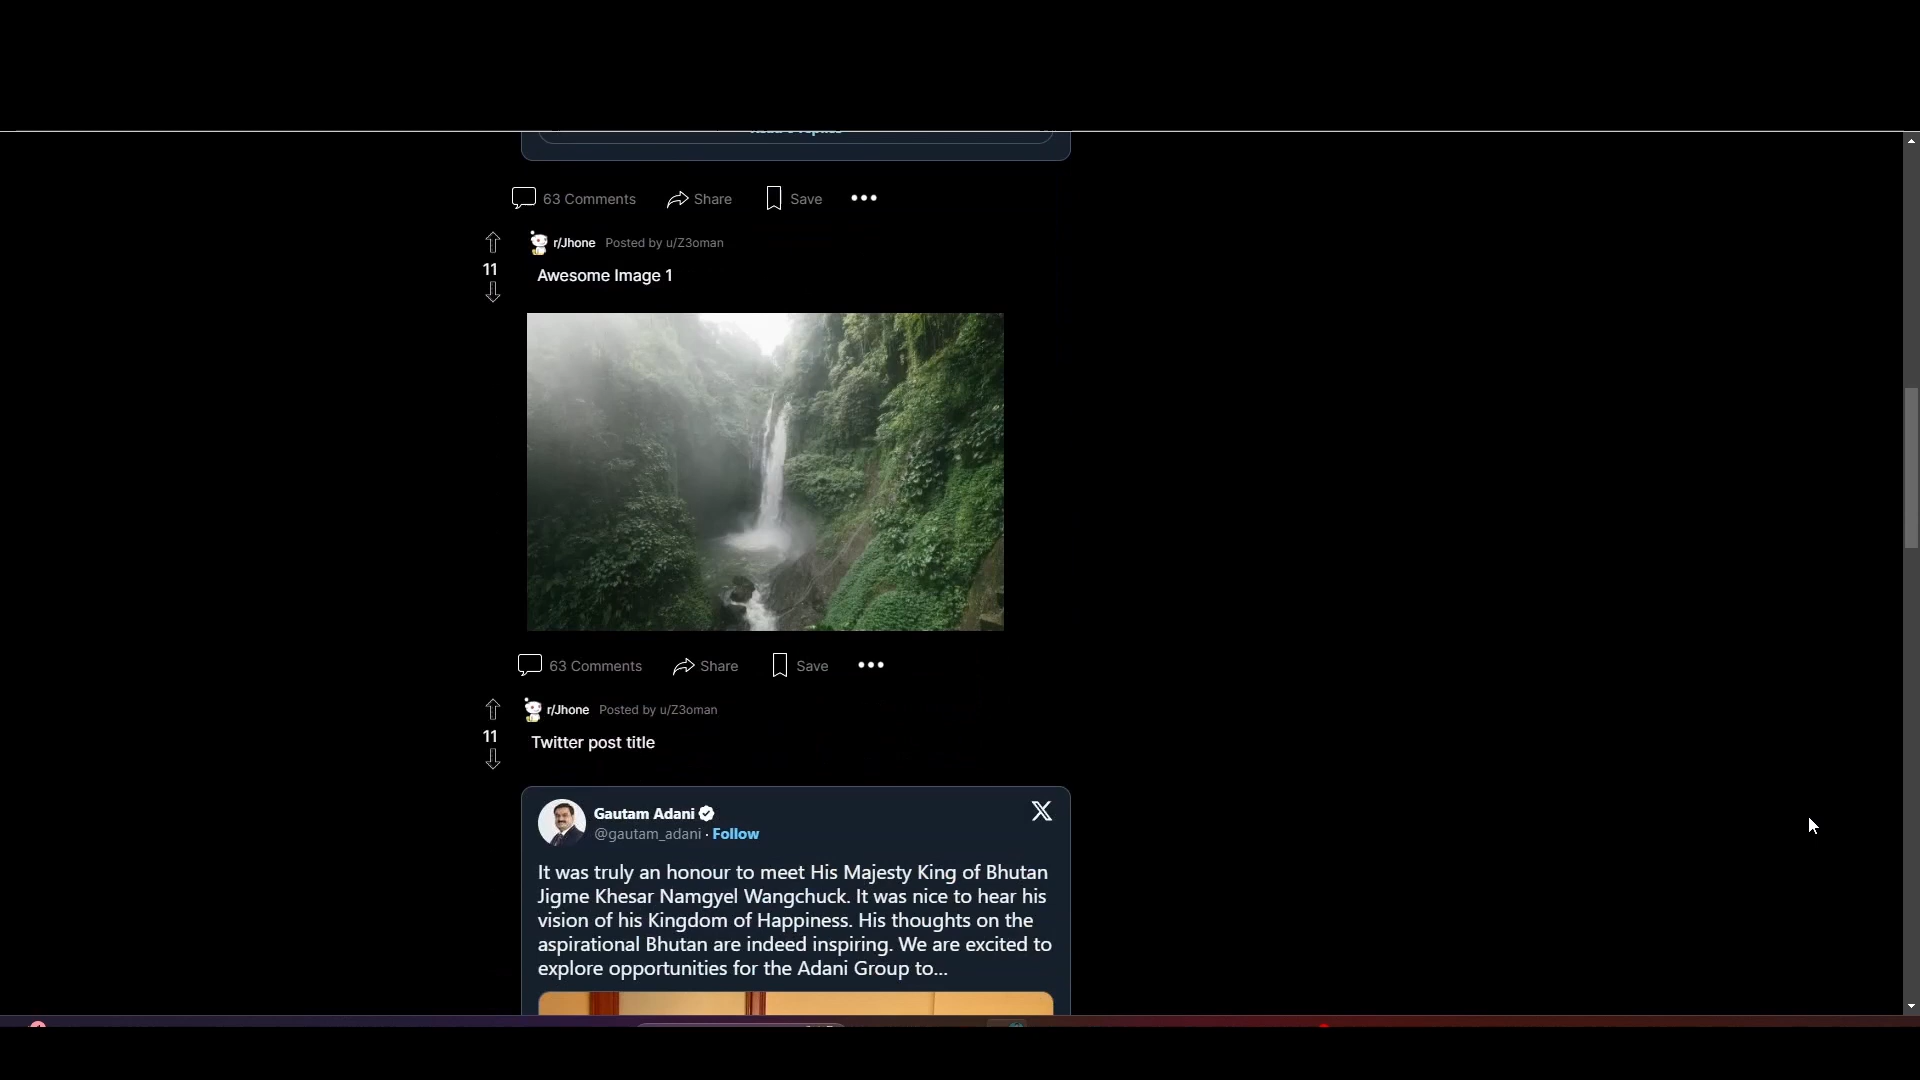 63 Comments Share Save
r/Jhone Posted by u/Z3oman
11
Awesome Image 1
63 Comments Share Save
r/Jhone Posted by u/Z3oman
11
Twitter post title
Gautam Adani
@gautam_adani · Follow
It was truly an honour to meet His Majesty King of Bhutan
Jigme Khesar Namgyel Wangchuck. It was nice to hear his
vision of his Kingdom of Happiness. His thoughts on the
aspirational Bhutan are indeed inspiring. We are excited to
explore opportunities for the Adani Group to...